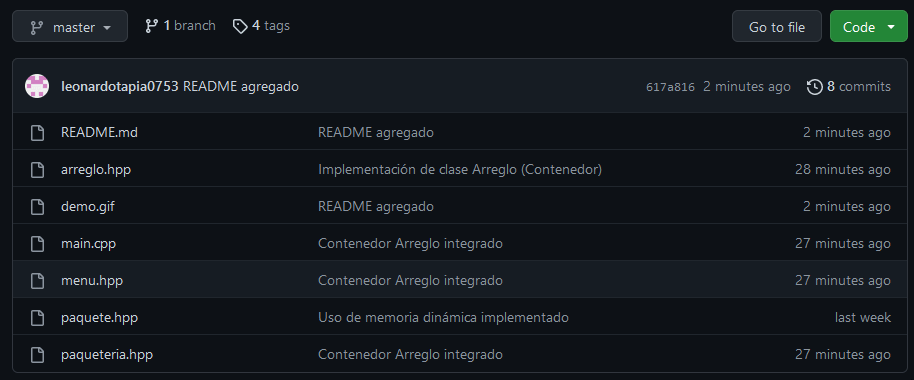 master 1 branch 4 tags Go to file Code
leonardotapia0753 README agregado 617a816 2 minutes ago 8 commits
README.md README agregado 2 minutes ago
arreglo.hpp Implementación de clase Arreglo (Contenedor) 28 minutes ago
demo.gif README agregado 2 minutes ago
main.cpp Contenedor Arreglo integrado 27 minutes ago
menu.hpp Contenedor Arreglo integrado 27 minutes ago
paquete.hpp Uso de memoria dinámica implementado last week
paqueteria.hpp Contenedor Arreglo integrado 27 minutes ago